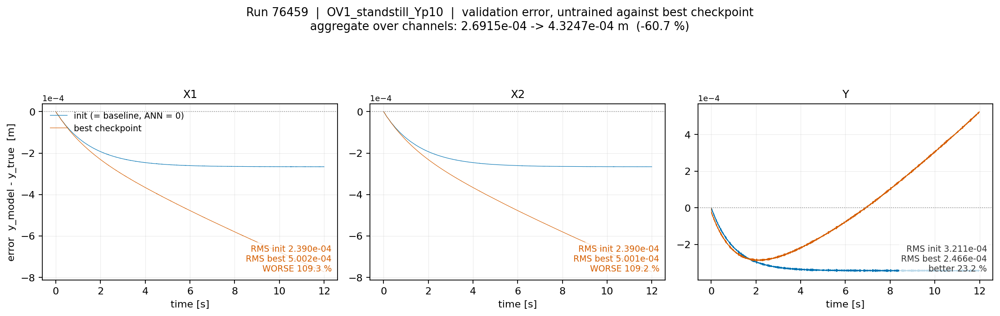 Run 76459 | OV1_standstill_Yp10 | validation error, untrained against best checkpoint
aggregate over channels: 2.6915e-04 -> 4.3247e-04 m (-60.7 %)
X1
1e−4
0
−2
−4
−6
−8
error y_model - y_true [m]
init (= baseline, ANN = 0)
best checkpoint
RMS init 2.390e-04
RMS best 5.002e-04
WORSE 109.3 %
0 2 4 6 8 10 12
time [s]
X2
1e−4
0
−2
−4
−6
−8
RMS init 2.390e-04
RMS best 5.001e-04
WORSE 109.2 %
0 2 4 6 8 10 12
time [s]
Y
1e−4
4
2
0
−2
RMS init 3.211e-04
RMS best 2.466e-04
better 23.2 %
0 2 4 6 8 10 12
time [s]